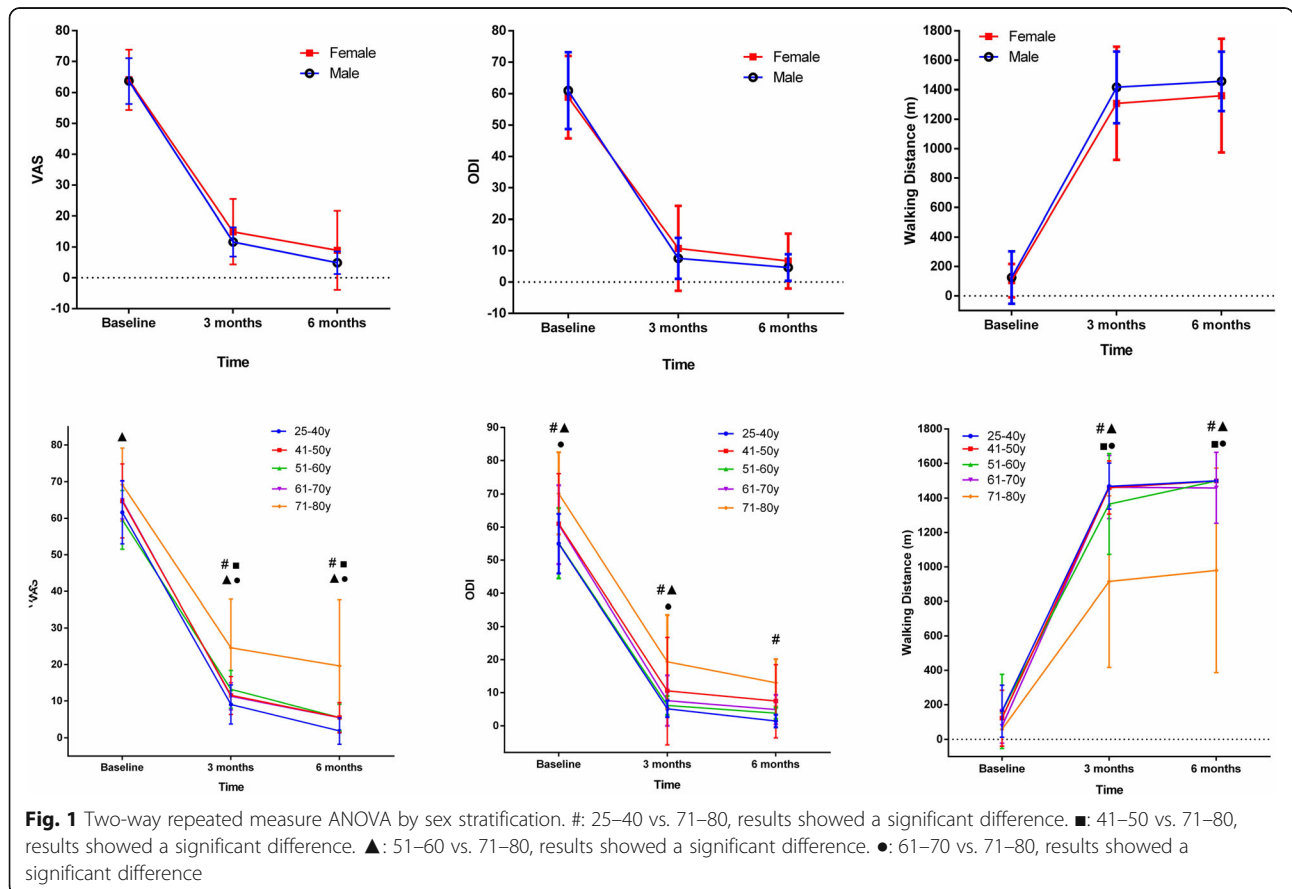 80
70
60
50
40
30
20
10
0
-10
VAS
Female
Male
Baseline 3 months 6 months
Time
80
70
60
50
40
30
20
10
0
-10
ODI
Female
Male
Baseline 3 months 6 months
Time
1800
1600
1400
1200
1000
800
600
400
200
0
Walking Distance (m)
Female
Male
Baseline 3 months 6 months
Time
80
70
60
50
40
30
20
10
0
▲
# ■
▲ ●
# ■
▲ ●
25-40y
41-50y
51-60y
61-70y
71-80y
Baseline 3 months 6 months
Time
90
80
70
60
50
40
30
20
10
0
ODI
#▲
●
#▲
●
#
25-40y
41-50y
51-60y
61-70y
71-80y
Baseline 3 months 6 months
Time
1800
1600
1400
1200
1000
800
600
400
200
0
Walking Distance (m)
#▲
■●
#▲
■●
25-40y
41-50y
51-60y
61-70y
71-80y
Baseline 3 months 6 months
Time
Fig. 1 Two-way repeated measure ANOVA by sex stratification. #: 25–40 vs. 71–80, results showed a significant difference. ■: 41–50 vs. 71–80,
results showed a significant difference. ▲: 51–60 vs. 71–80, results showed a significant difference. ●: 61–70 vs. 71–80, results showed a
significant difference